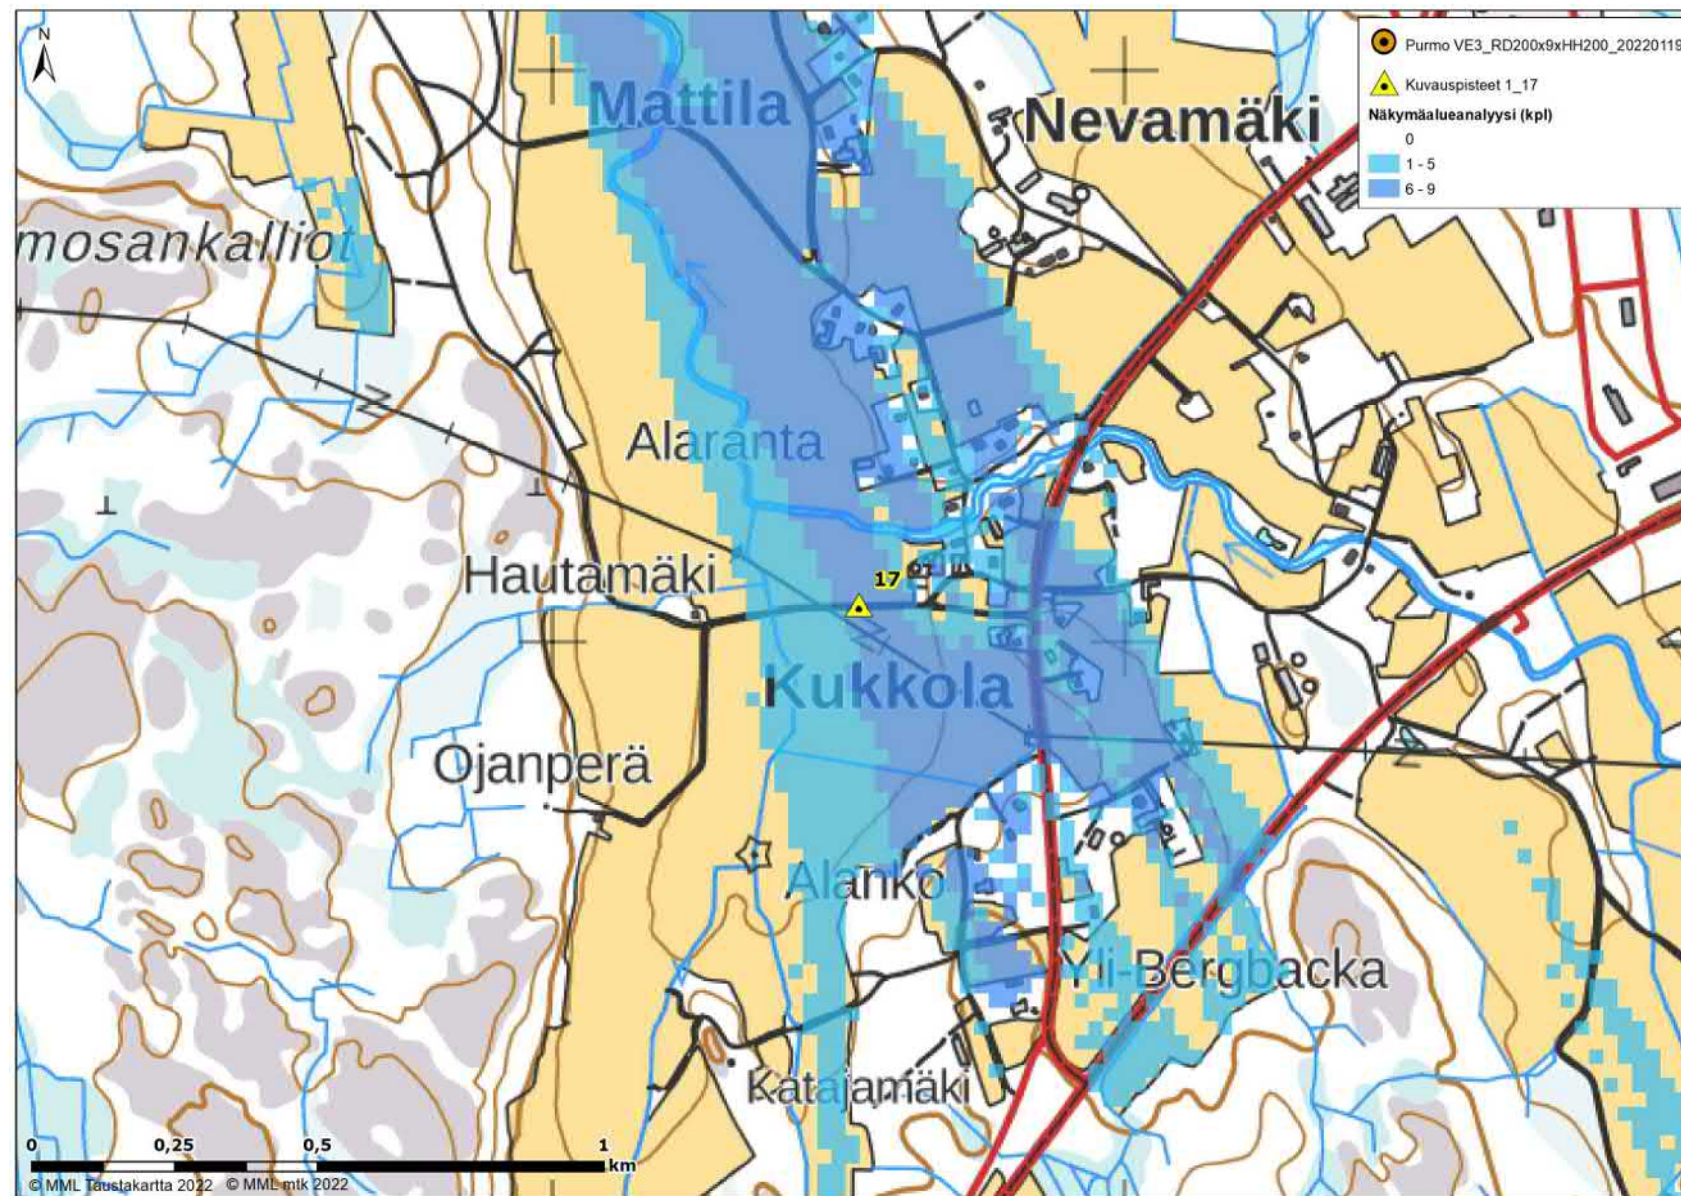 N
Purmo VE3_RD200x9xHH200_20220119
Kuvauspisteet 1_17
Näkymäalueanalyysi (kpl)
0
1 - 5
6 - 9
Mattila
Nevamäki
mosankalliot
Alaranta
Hautamäki
17
Kukkola
Ojanperä
Alanko
Yli-Bergbacka
Katajamäki
0 0,25 0,5 1
km
© MML Taustakartta 2022 © MML mtk 2022